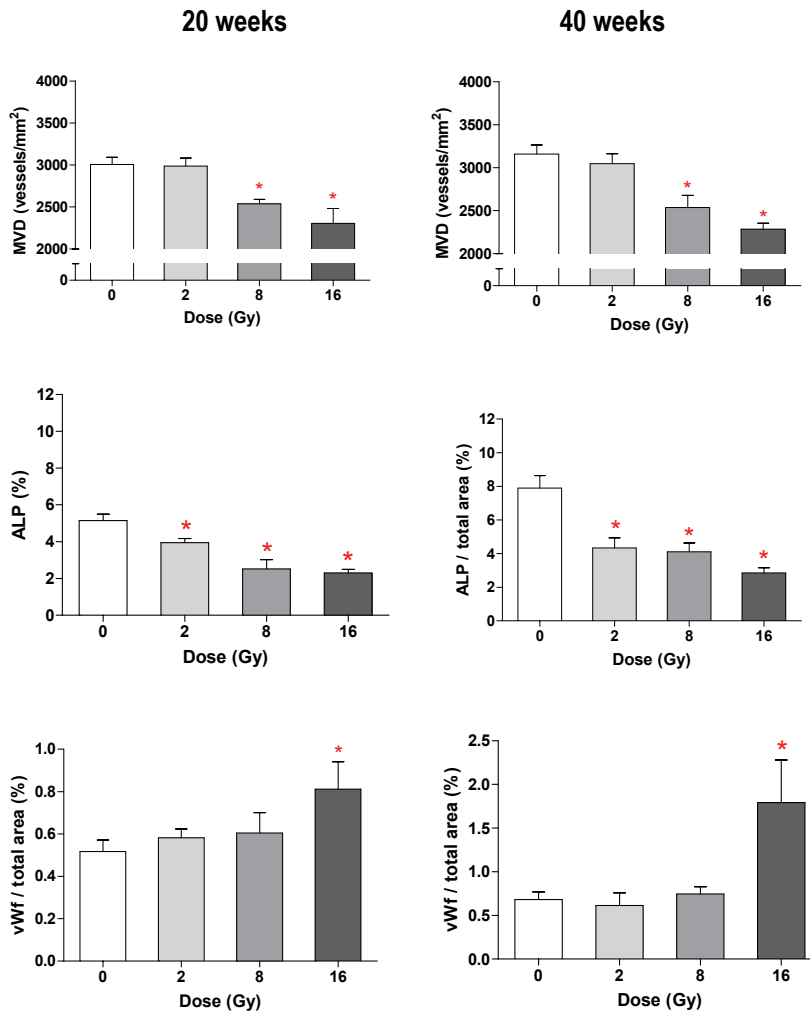 20 weeks
40 weeks
MVD (vessels/mm²)
4000
3500
3000
2500
2000
0
*
*
0 2 8 16
Dose (Gy)
MVD (vessels/mm²)
4000
3500
3000
2500
2000
0
*
*
0 2 8 16
Dose (Gy)
ALP (%)
12
10
8
6
4
2
0
*
*
*
0 2 8 16
Dose (Gy)
ALP / total area (%)
12
10
8
6
4
2
0
*
*
*
0 2 8 16
Dose (Gy)
vWf / total area (%)
1.0
0.8
0.6
0.4
0.2
0.0
*
0 2 8 16
Dose (Gy)
vWf / total area (%)
2.5
2.0
1.5
1.0
0.5
0.0
*
0 2 8 16
Dose (Gy)